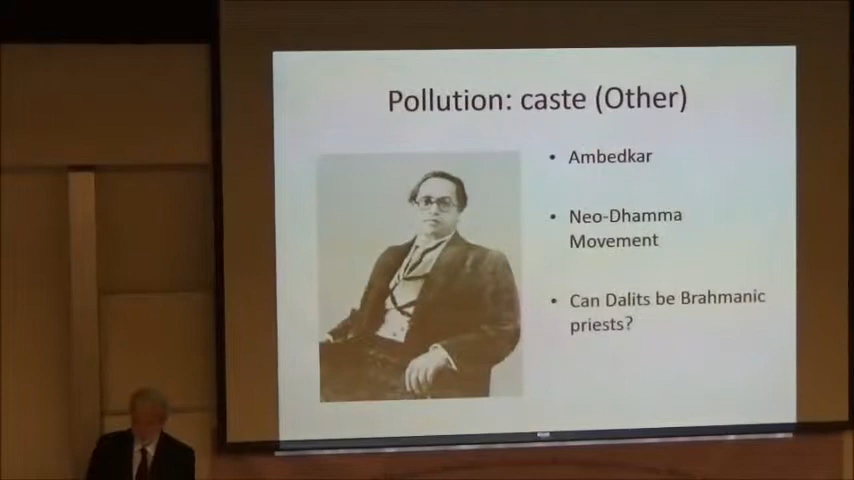 Pollution: caste (Other)
• Ambedkar
• Neo-Dhamma
Movement
• Can Dalits be Brahmanic
priests?